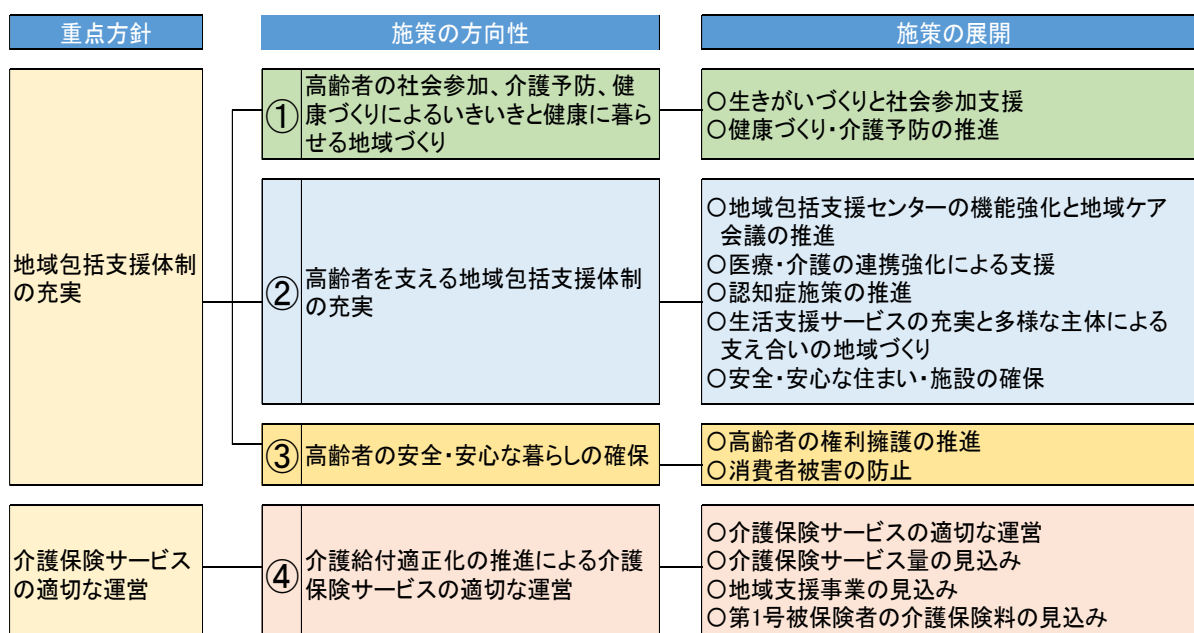 重点方針
施策の方向性
施策の展開
地域包括支援体制
の充実
①
高齢者の社会参加、介護予防、健
康づくりによるいきいきと健康に暮ら
せる地域づくり
○生きがいづくりと社会参加支援
○健康づくり・介護予防の推進
②
高齢者を支える地域包括支援体制
の充実
○地域包括支援センターの機能強化と地域ケア
会議の推進
○医療・介護の連携強化による支援
○認知症施策の推進
○生活支援サービスの充実と多様な主体による
支え合いの地域づくり
○安全・安心な住まい・施設の確保
③
高齢者の安全・安心な暮らしの確保
○高齢者の権利擁護の推進
○消費者被害の防止
介護保険サービス
の適切な運営
④
介護給付適正化の推進による介護
保険サービスの適切な運営
○介護保険サービスの適切な運営
○介護保険サービス量の見込み
○地域支援事業の見込み
○第1号被保険者の介護保険料の見込み